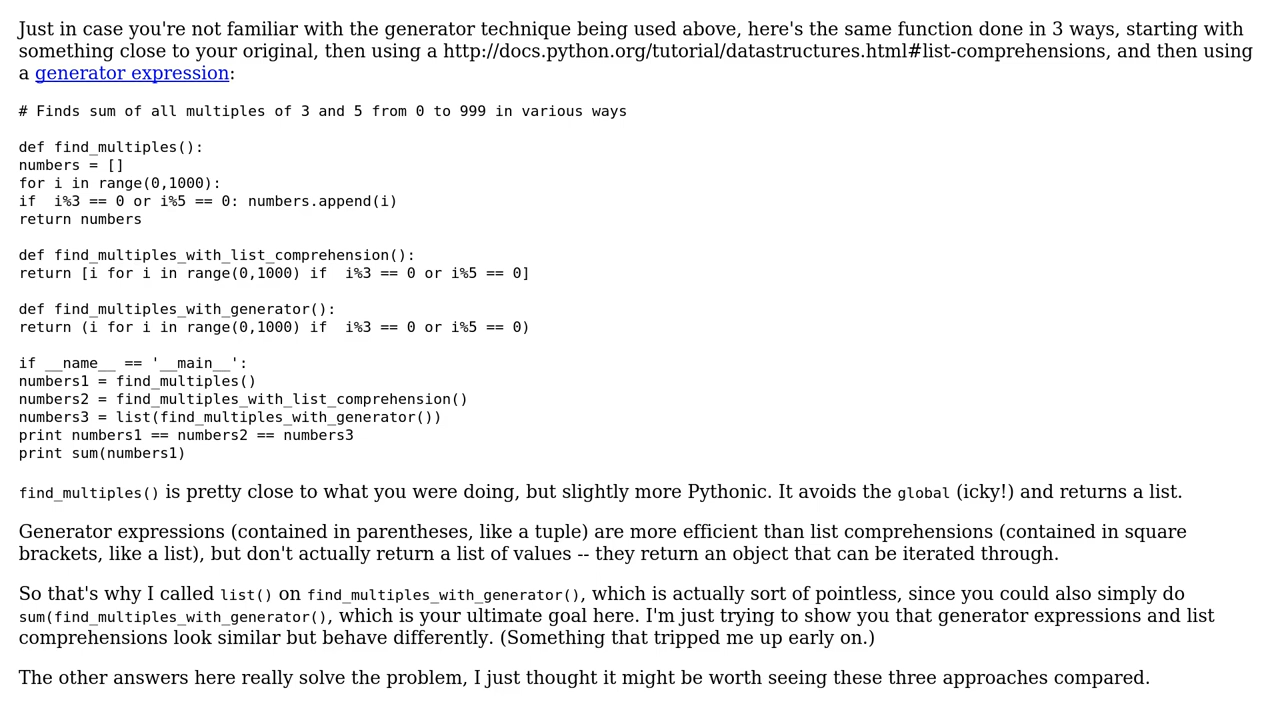 Just in case you're not familiar with the generator technique being used above, here's the same function done in 3 ways, starting with
something close to your original, then using a http://docs.python.org/tutorial/datastructures.html#list-comprehensions, and then using
a generator expression:
# Finds sum of all multiples of 3 and 5 from 0 to 999 in various ways
def find_multiples():
numbers = []
for i in range(0,1000):
if  i%3 == 0 or i%5 == 0: numbers.append(i)
return numbers
def find_multiples_with_list_comprehension():
return [i for i in range(0,1000) if  i%3 == 0 or i%5 == 0]
def find_multiples_with_generator():
return (i for i in range(0,1000) if  i%3 == 0 or i%5 == 0)
if __name__ == '__main__':
numbers1 = find_multiples()
numbers2 = find_multiples_with_list_comprehension()
numbers3 = list(find_multiples_with_generator())
print numbers1 == numbers2 == numbers3
print sum(numbers1)
find_multiples() is pretty close to what you were doing, but slightly more Pythonic. It avoids the global (icky!) and returns a list.
Generator expressions (contained in parentheses, like a tuple) are more efficient than list comprehensions (contained in square
brackets, like a list), but don't actually return a list of values -- they return an object that can be iterated through.
So that's why I called list() on find_multiples_with_generator(), which is actually sort of pointless, since you could also simply do
sum(find_multiples_with_generator(), which is your ultimate goal here. I'm just trying to show you that generator expressions and list
comprehensions look similar but behave differently. (Something that tripped me up early on.)
The other answers here really solve the problem, I just thought it might be worth seeing these three approaches compared.